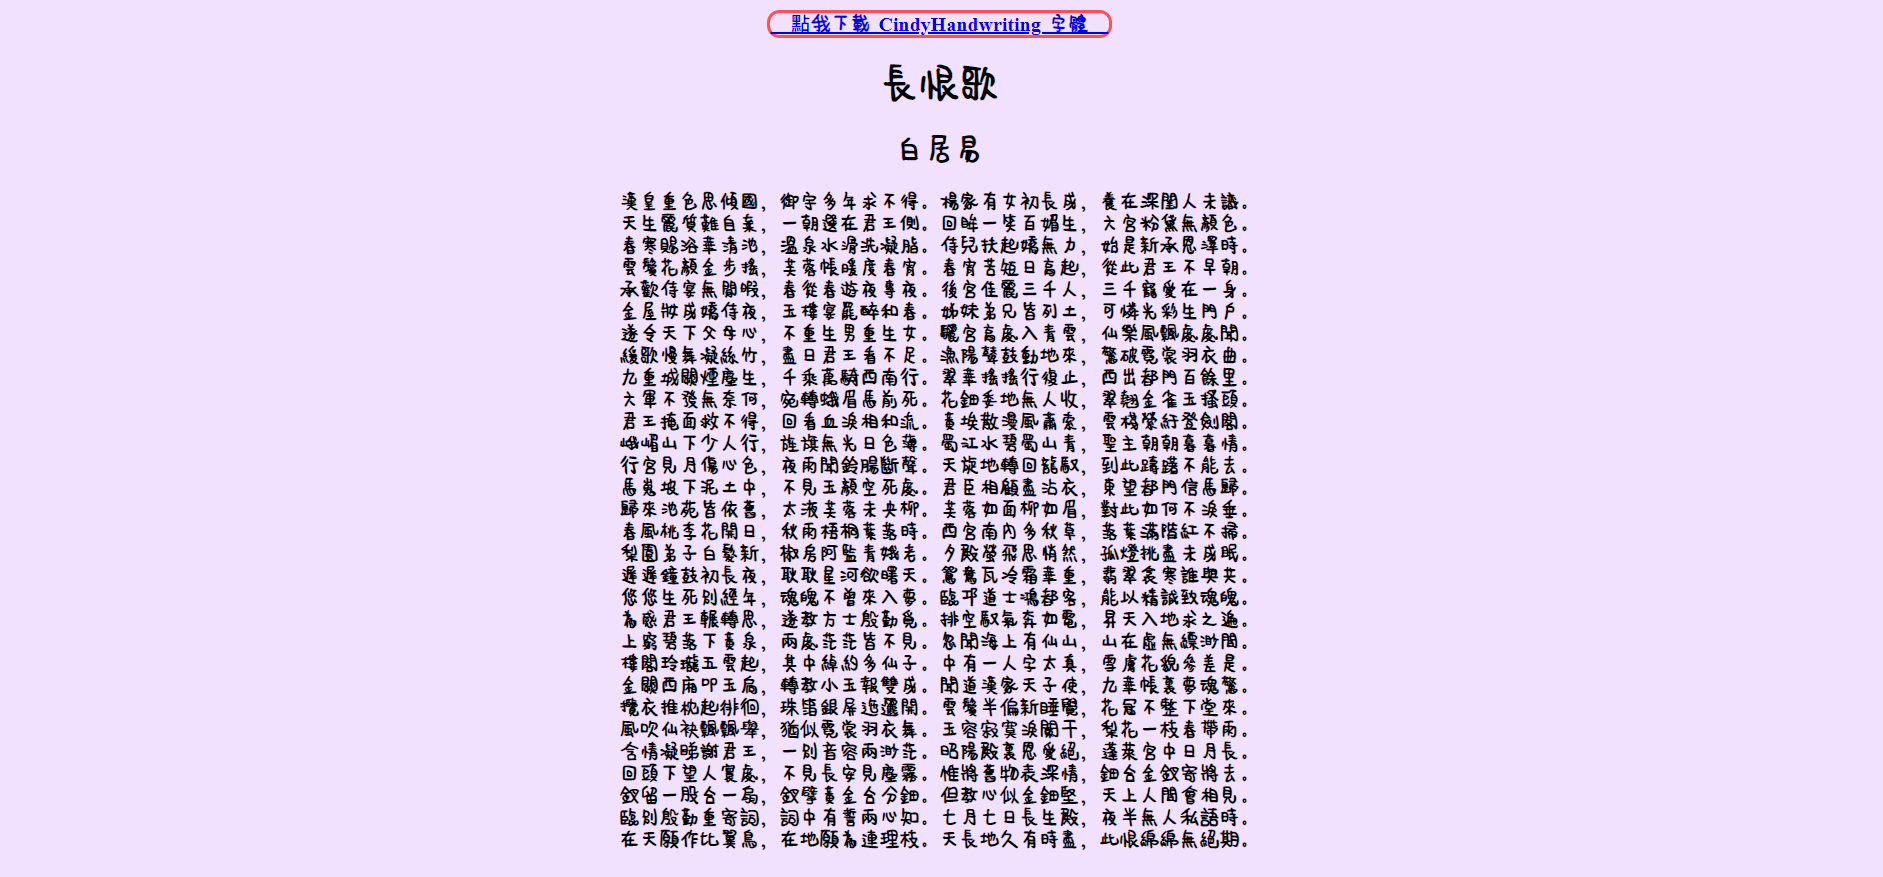 點我下載 CindyHandwriting 字體
長恨歌
白居易
漢皇重色思傾國，御宇多年求不得。楊家有女初長成，養在深閨人未識。
天生麗質難自棄，一朝選在君王側。回眸一笑百媚生，六宮粉黛無顏色。
春寒賜浴華清池，溫泉水滑洗凝脂。侍兒扶起嬌無力，始是新承恩澤時。
雲鬢花顏金步搖，芙蓉帳暖度春宵。春宵苦短日高起，從此君王不早朝。
承歡侍宴無閒暇，春從春遊夜專夜。後宮佳麗三千人，三千寵愛在一身。
金屋妝成嬌侍夜，玉樓宴罷醉和春。姊妹弟兄皆列土，可憐光彩生門戶。
遂令天下父母心，不重生男重生女。驪宮高處入青雲，仙樂風飄處處聞。
緩歌慢舞凝絲竹，盡日君王看不足。漁陽鼙鼓動地來，驚破霓裳羽衣曲。
九重城闕煙塵生，千乘萬騎西南行。翠華搖搖行復止，西出都門百餘里。
六軍不發無奈何，宛轉蛾眉馬前死。花鈿委地無人收，翠翹金雀玉搔頭。
君王掩面救不得，回看血淚相和流。黃埃散漫風蕭索，雲棧縈紆登劍閣。
峨嵋山下少人行，旌旗無光日色薄。蜀江水碧蜀山青，聖主朝朝暮暮情。
行宮見月傷心色，夜雨聞鈴腸斷聲。天旋地轉回龍馭，到此躊躇不能去。
馬嵬坡下泥土中，不見玉顏空死處。君臣相顧盡沾衣，東望都門信馬歸。
歸來池苑皆依舊，太液芙蓉未央柳。芙蓉如面柳如眉，對此如何不淚垂。
春風桃李花開日，秋雨梧桐葉落時。西宮南內多秋草，落葉滿階紅不掃。
梨園弟子白髮新，椒房阿監青娥老。夕殿螢飛思悄然，孤燈挑盡未成眠。
遲遲鐘鼓初長夜，耿耿星河欲曙天。鴛鴦瓦冷霜華重，翡翠衾寒誰與共。
悠悠生死別經年，魂魄不曾來入夢。臨邛道士鴻都客，能以精誠致魂魄。
為感君王輾轉思，遂教方士殷勤覓。排空馭氣奔如電，昇天入地求之遍。
上窮碧落下黃泉，兩處茫茫皆不見。忽聞海上有仙山，山在虛無縹渺間。
樓閣玲瓏五雲起，其中綽約多仙子。中有一人字太真，雪膚花貌參差是。
金闕西廂叩玉扃，轉教小玉報雙成。聞道漢家天子使，九華帳裏夢魂驚。
攬衣推枕起徘徊，珠箔銀屏迤邐開。雲鬢半偏新睡覺，花冠不整下堂來。
風吹仙袂飄飄舉，猶似霓裳羽衣舞。玉容寂寞淚闌干，梨花一枝春帶雨。
含情凝睇謝君王，一別音容兩渺茫。昭陽殿裏恩愛絕，蓬萊宮中日月長。
回頭下望人寰處，不見長安見塵霧。惟將舊物表深情，鈿合金釵寄將去。
釵留一股合一扇，釵擘黃金合分鈿。但教心似金鈿堅，天上人間會相見。
臨別殷勤重寄詞，詞中有誓兩心知。七月七日長生殿，夜半無人私語時。
在天願作比翼鳥，在地願為連理枝。天長地久有時盡，此恨綿綿無絕期。